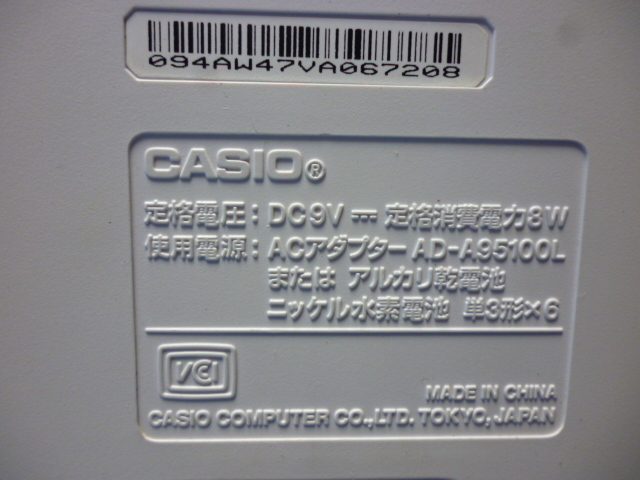 094AW47VA067208
CASIO®
定格電圧：DC9V ⎓ 定格消費電力8W
使用電源：ACアダプター AD-A95100L
または アルカリ乾電池
ニッケル水素電池 単3形×6
VCI
MADE IN CHINA
CASIO COMPUTER CO.,LTD. TOKYO,JAPAN